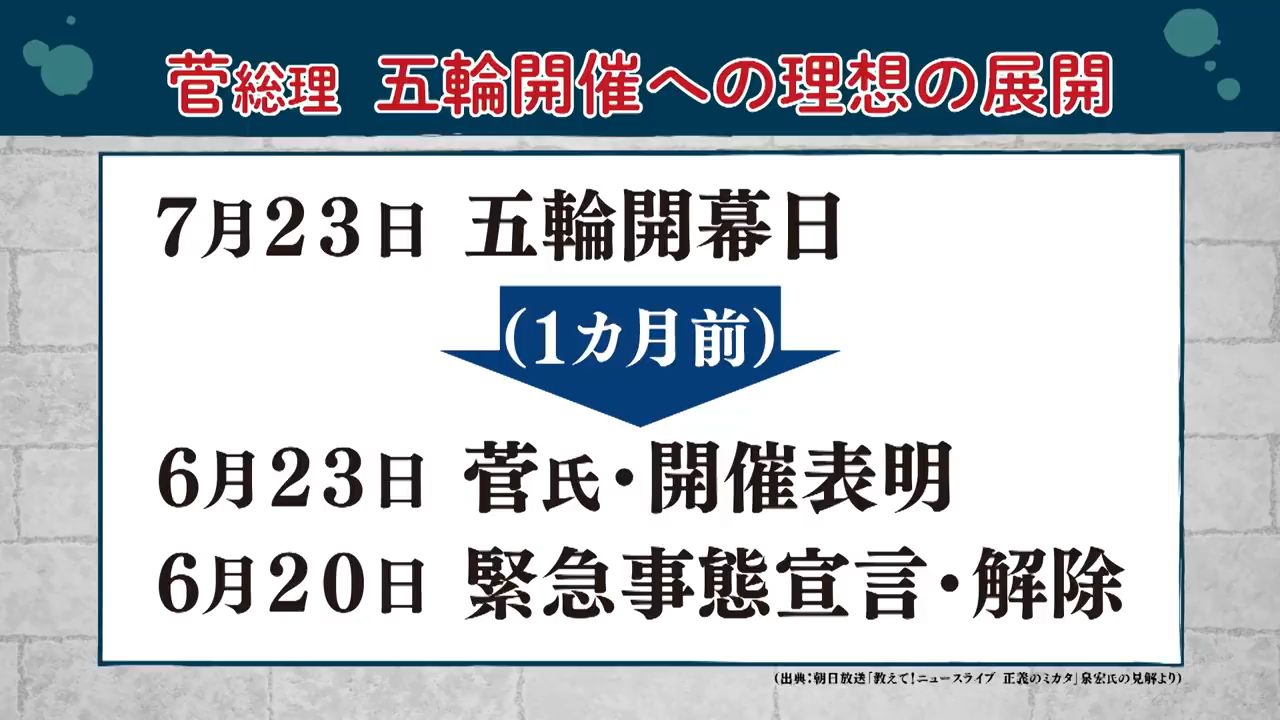 菅総理 五輪開催への理想の展開
7月23日 五輪開幕日
(1カ月前)
6月23日 菅氏・開催表明
6月20日 緊急事態宣言・解除
(出典:朝日放送「教えて!ニュースライブ 正義のミカタ」泉宏氏の見解より)